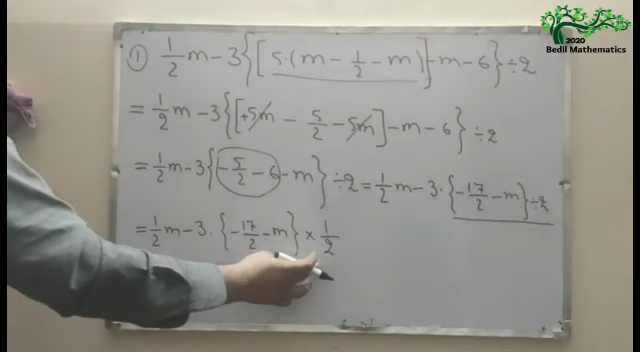 2020
Bedil Mathematics
① 1/2 m - 3{[5·(m - 1/2 - m)] - m - 6} ÷ 2
= 1/2 m - 3{[+5m - 5/2 - 5m] - m - 6} ÷ 2
= 1/2 m - 3{-5/2 - 6 - m} ÷ 2 = 1/2 m - 3·{-17/2 - m} ÷ 2
= 1/2 m - 3·{-17/2 - m} × 1/2